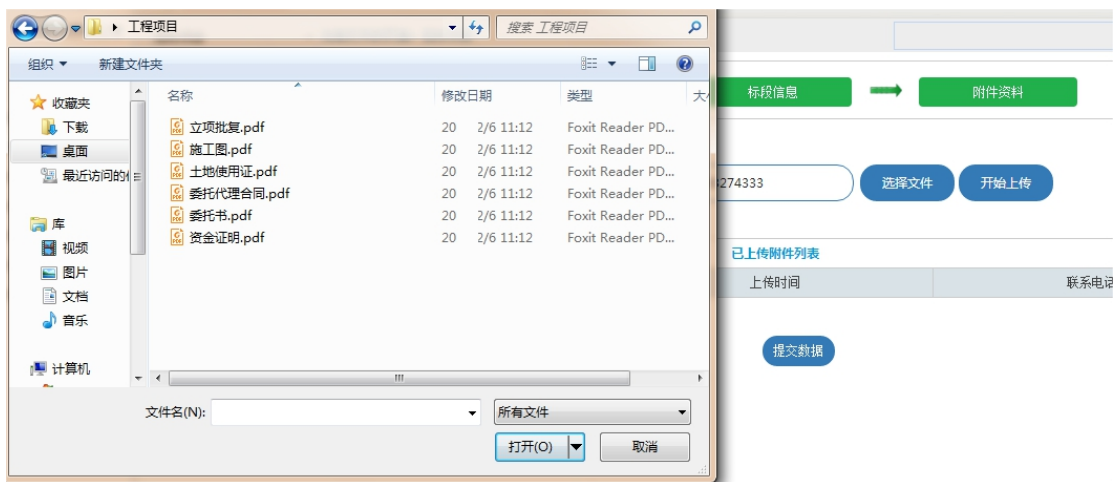 工程项目
搜索 工程项目
组织
新建文件夹
收藏夹
下载
桌面
最近访问的
库
视频
图片
文档
音乐
计算机
名称 修改日期 类型 大
立项批复.pdf 20 2/6 11:12 Foxit Reader PD...
施工图.pdf 20 2/6 11:12 Foxit Reader PD...
土地使用证.pdf 20 2/6 11:12 Foxit Reader PD...
委托代理合同.pdf 20 2/6 11:12 Foxit Reader PD...
委托书.pdf 20 2/6 11:12 Foxit Reader PD...
资金证明.pdf 20 2/6 11:12 Foxit Reader PD...
文件名(N):
所有文件
打开(O)
取消
标段信息
附件资料
274333
选择文件
开始上传
已上传附件列表
上传时间
联系电话
提交数据